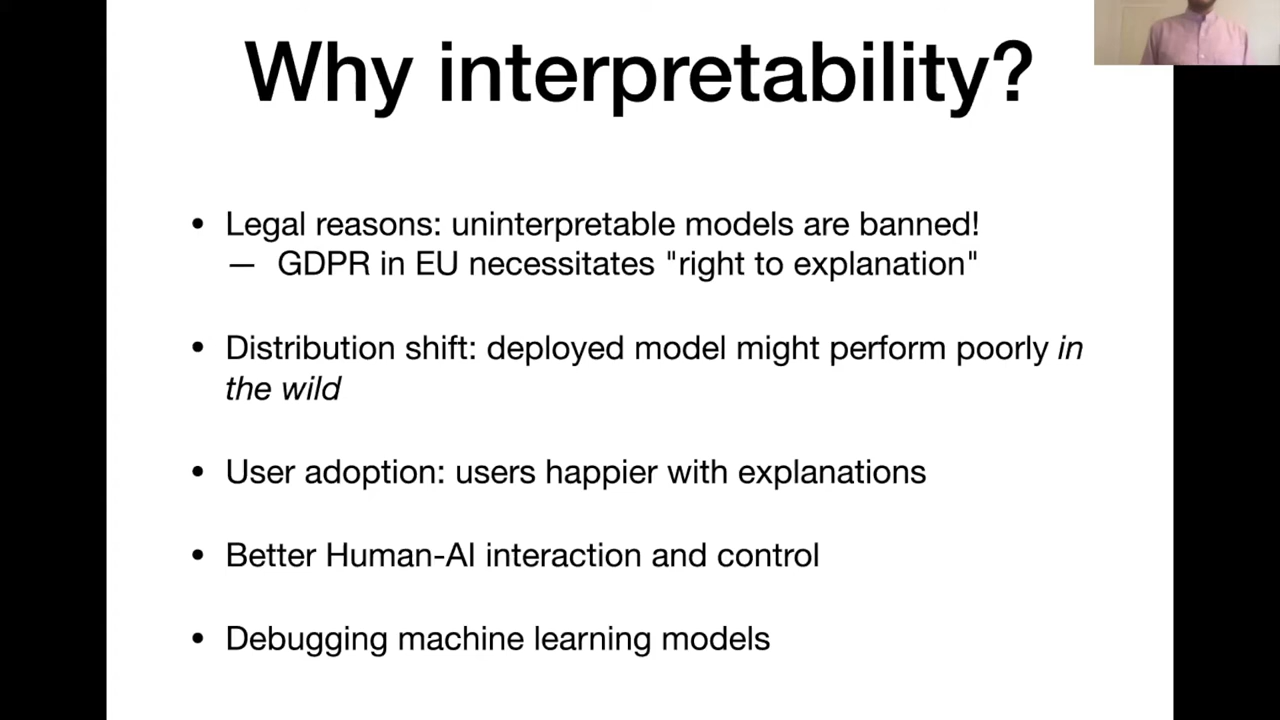 Why interpretability?
• Legal reasons: uninterpretable models are banned!
— GDPR in EU necessitates "right to explanation"
• Distribution shift: deployed model might perform poorly in
the wild
• User adoption: users happier with explanations
• Better Human-AI interaction and control
• Debugging machine learning models